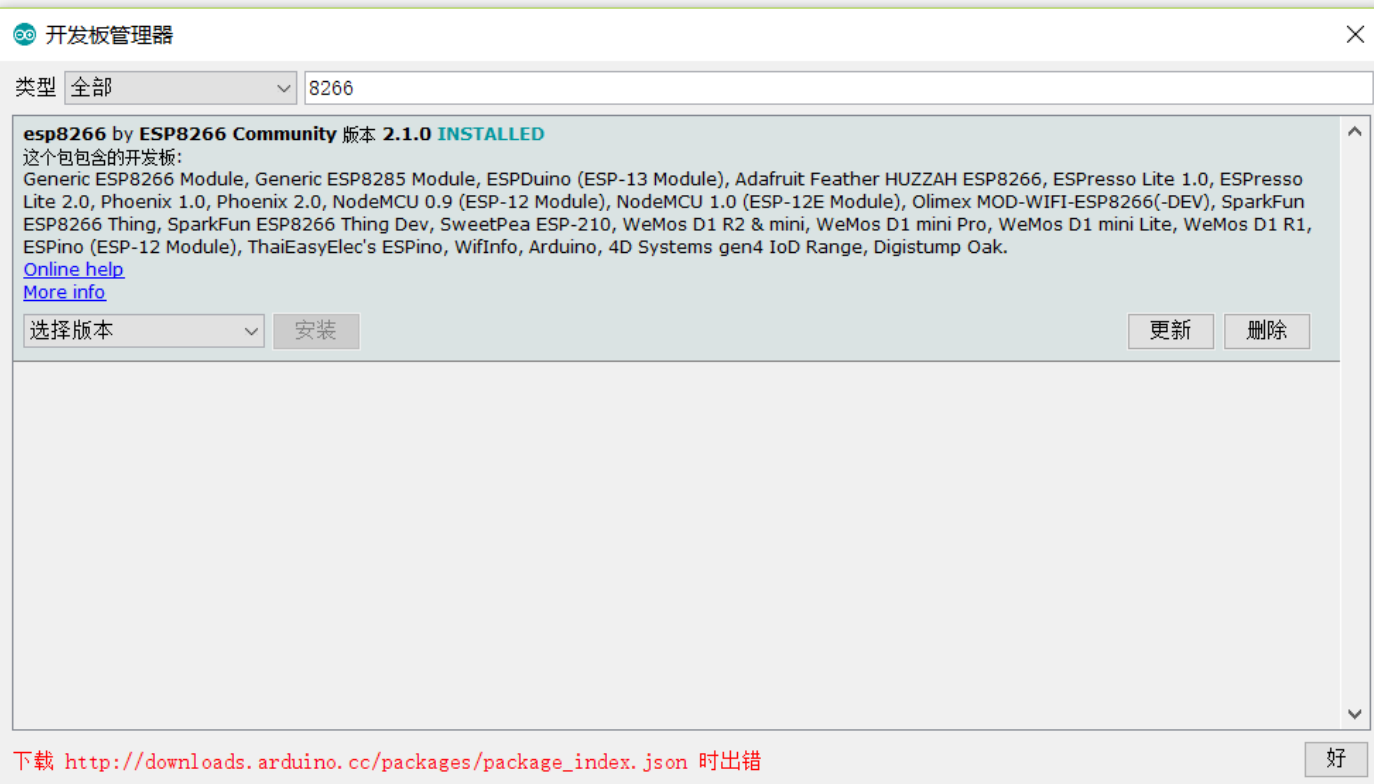 开发板管理器
类型 全部 8266
esp8266 by ESP8266 Community 版本 2.1.0 INSTALLED
这个包包含的开发板:
Generic ESP8266 Module, Generic ESP8285 Module, ESPDuino (ESP-13 Module), Adafruit Feather HUZZAH ESP8266, ESPresso Lite 1.0, ESPresso
Lite 2.0, Phoenix 1.0, Phoenix 2.0, NodeMCU 0.9 (ESP-12 Module), NodeMCU 1.0 (ESP-12E Module), Olimex MOD-WIFI-ESP8266(-DEV), SparkFun
ESP8266 Thing, SparkFun ESP8266 Thing Dev, SweetPea ESP-210, WeMos D1 R2 & mini, WeMos D1 mini Pro, WeMos D1 mini Lite, WeMos D1 R1,
ESPino (ESP-12 Module), ThaiEasyElec's ESPino, WifInfo, Arduino, 4D Systems gen4 IoD Range, Digistump Oak.
Online help
More info
选择版本 安装 更新 删除
下载 http://downloads.arduino.cc/packages/package_index.json 时出错 好